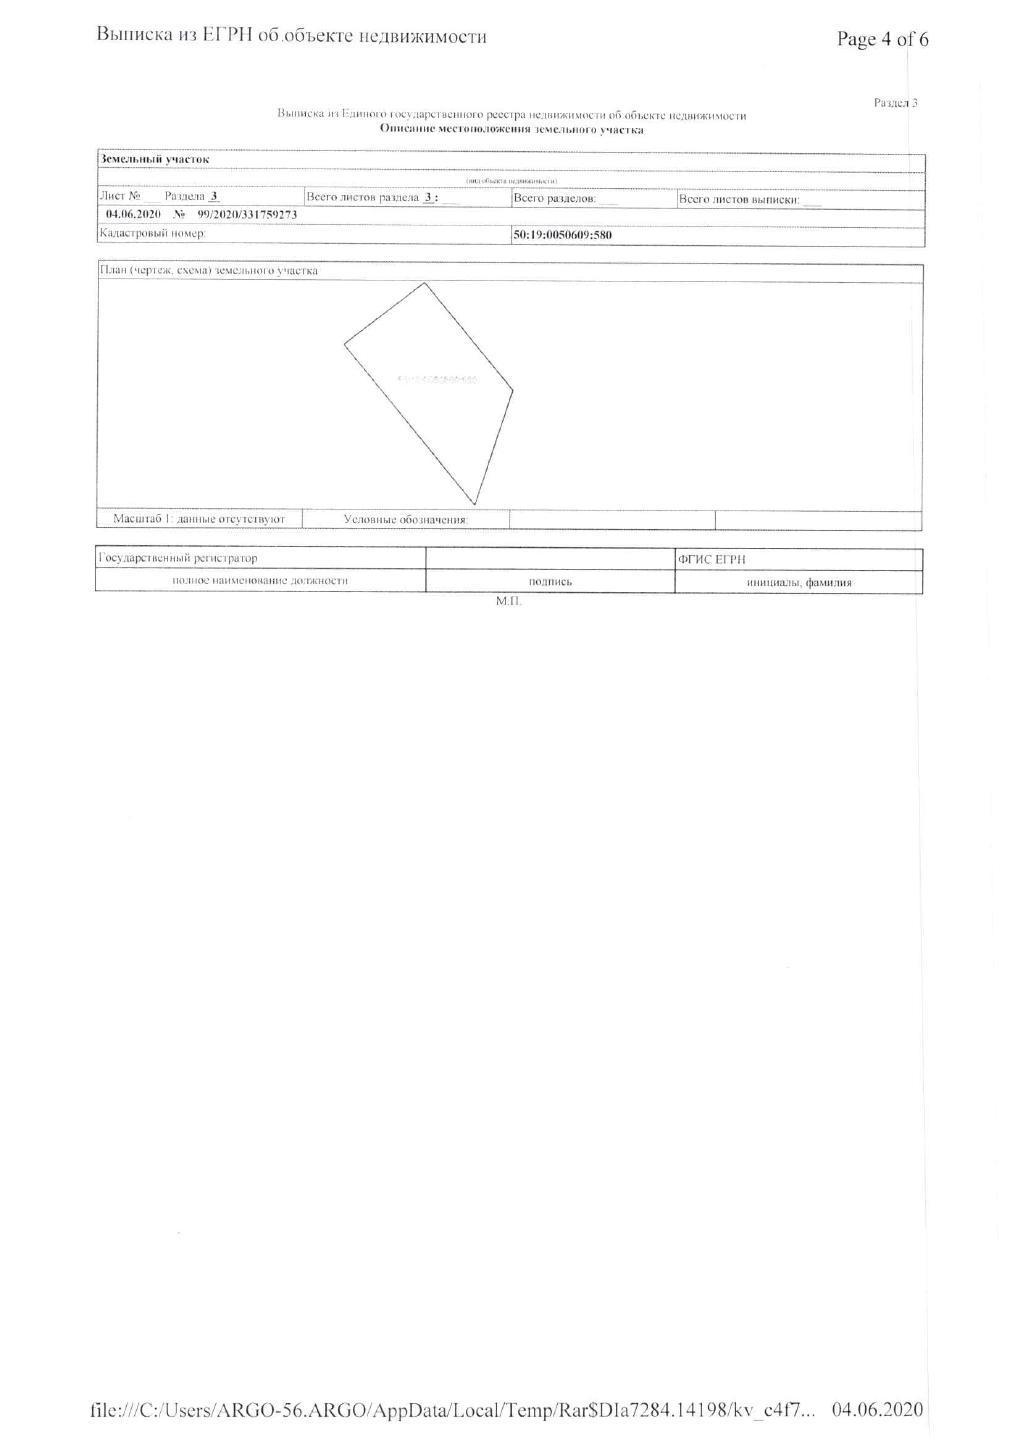 Выписка из ЕГРН об объекте недвижимости
Page 4 of 6
Раздел 3
Выписка из Единого государственного реестра недвижимости об объекте недвижимости
Описание местоположения земельного участка
Земельный участок
(вид объекта недвижимости)
Лист № ___ Раздела 3 Всего листов раздела 3 : ___ Всего разделов: ___ Всего листов выписки: ___
04.06.2020 № 99/2020/331759273
Кадастровый номер: 50:19:0050609:580
План (чертеж, схема) земельного участка
Масштаб 1: данные отсутствуют Условные обозначения:
Государственный регистратор ФГИС ЕГРН
полное наименование должности подпись инициалы, фамилия
М.П.
file:///C:/Users/ARGO-56.ARGO/AppData/Local/Temp/Rar$DIa7284.14198/kv_c4f7... 04.06.2020